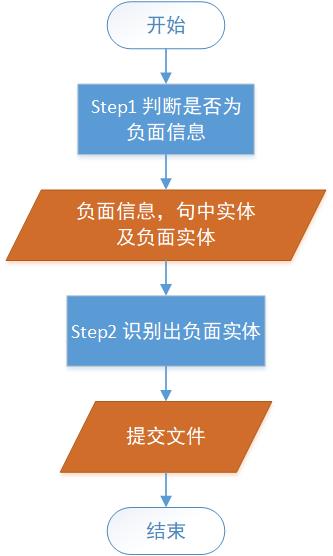 开始
Step1 判断是否为
负面信息
负面信息，句中实体
及负面实体
Step2 识别出负面实体
提交文件
结束